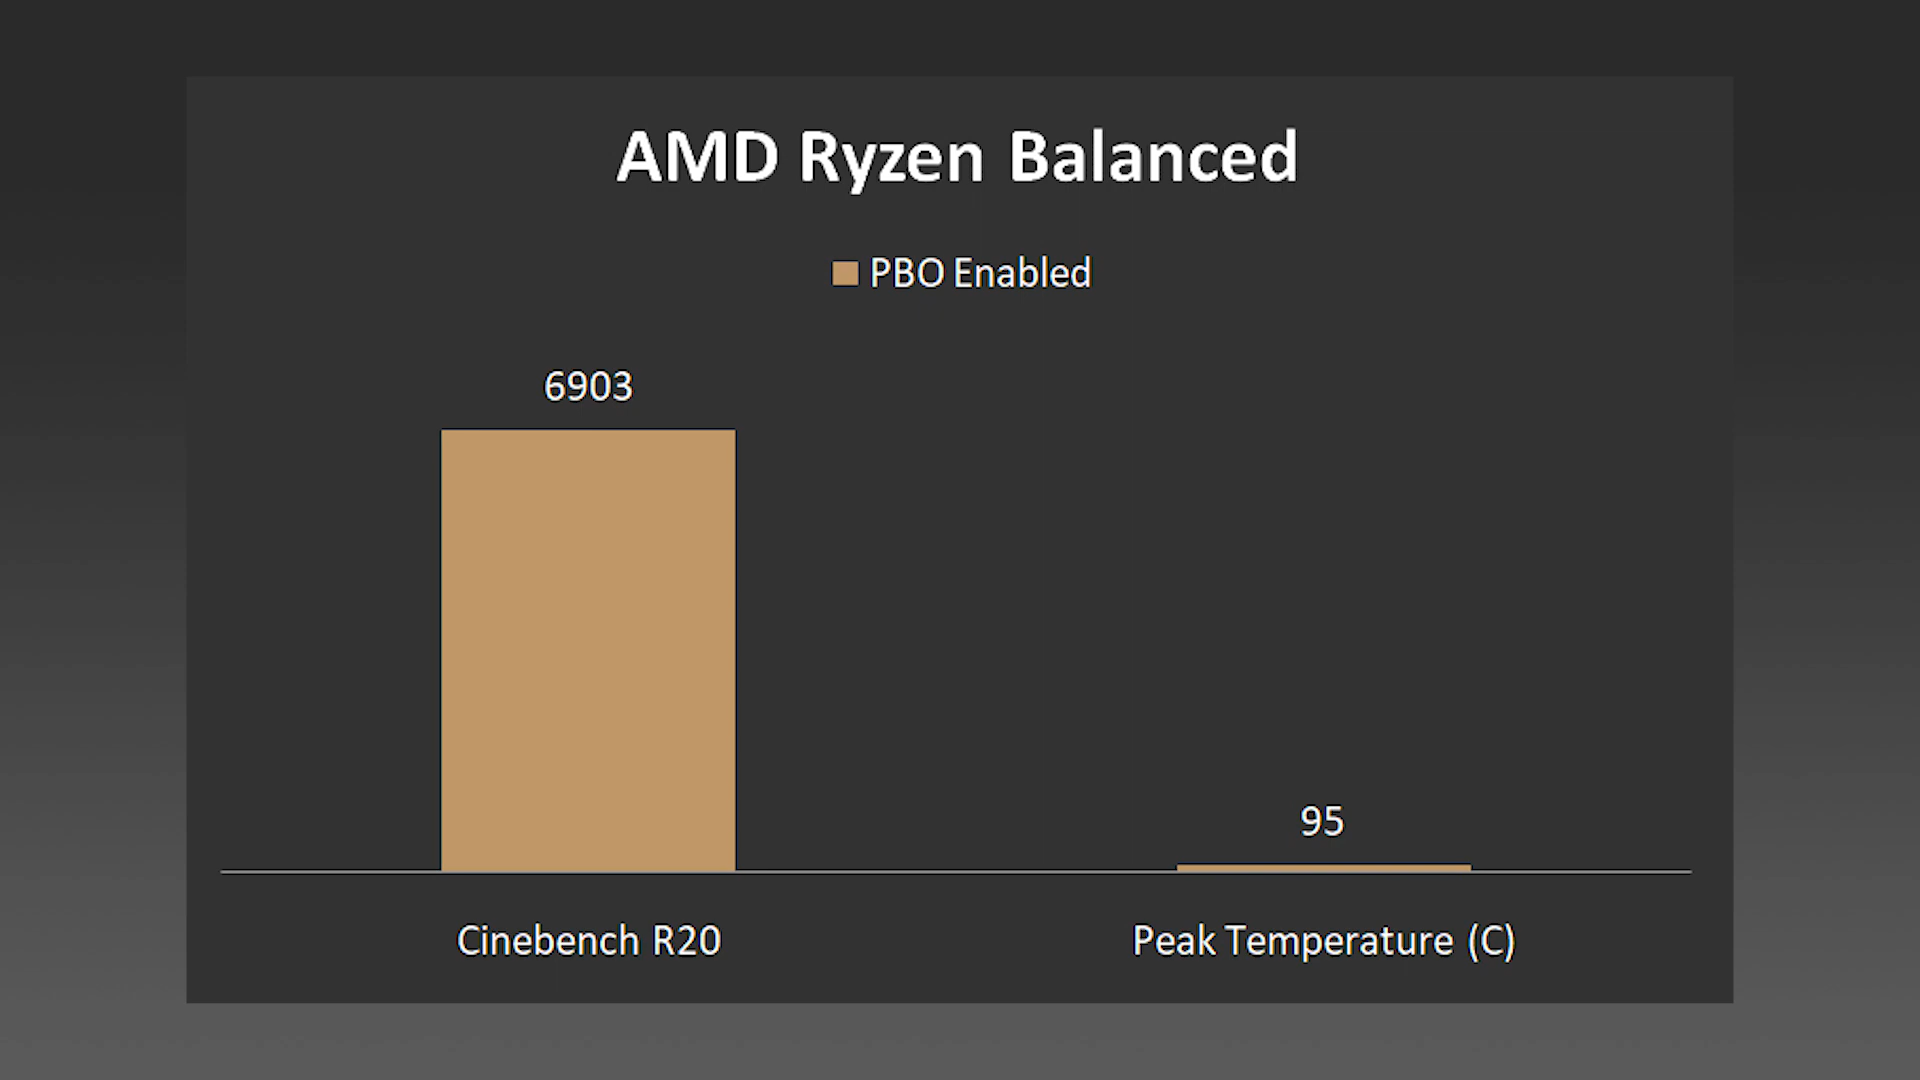 AMD Ryzen Balanced
PBO Enabled
6903
95
Cinebench R20
Peak Temperature (C)